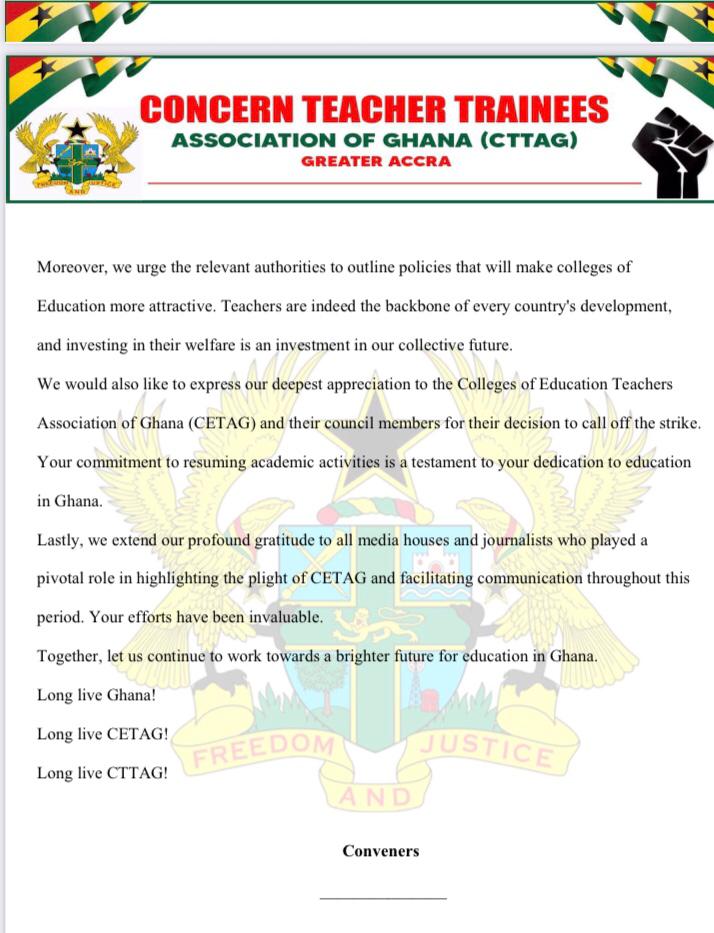 CONCERN TEACHER TRAINEES
ASSOCIATION OF GHANA (CTTAG)
GREATER ACCRA
FREEDOM JUSTICE
AND
Moreover, we urge the relevant authorities to outline policies that will make colleges of
Education more attractive. Teachers are indeed the backbone of every country's development,
and investing in their welfare is an investment in our collective future.
We would also like to express our deepest appreciation to the Colleges of Education Teachers
Association of Ghana (CETAG) and their council members for their decision to call off the strike.
Your commitment to resuming academic activities is a testament to your dedication to education
in Ghana.
Lastly, we extend our profound gratitude to all media houses and journalists who played a
pivotal role in highlighting the plight of CETAG and facilitating communication throughout this
period. Your efforts have been invaluable.
Together, let us continue to work towards a brighter future for education in Ghana.
Long live Ghana!
Long live CETAG!
Long live CTTAG!
FREEDOM JUSTICE
AND
Conveners